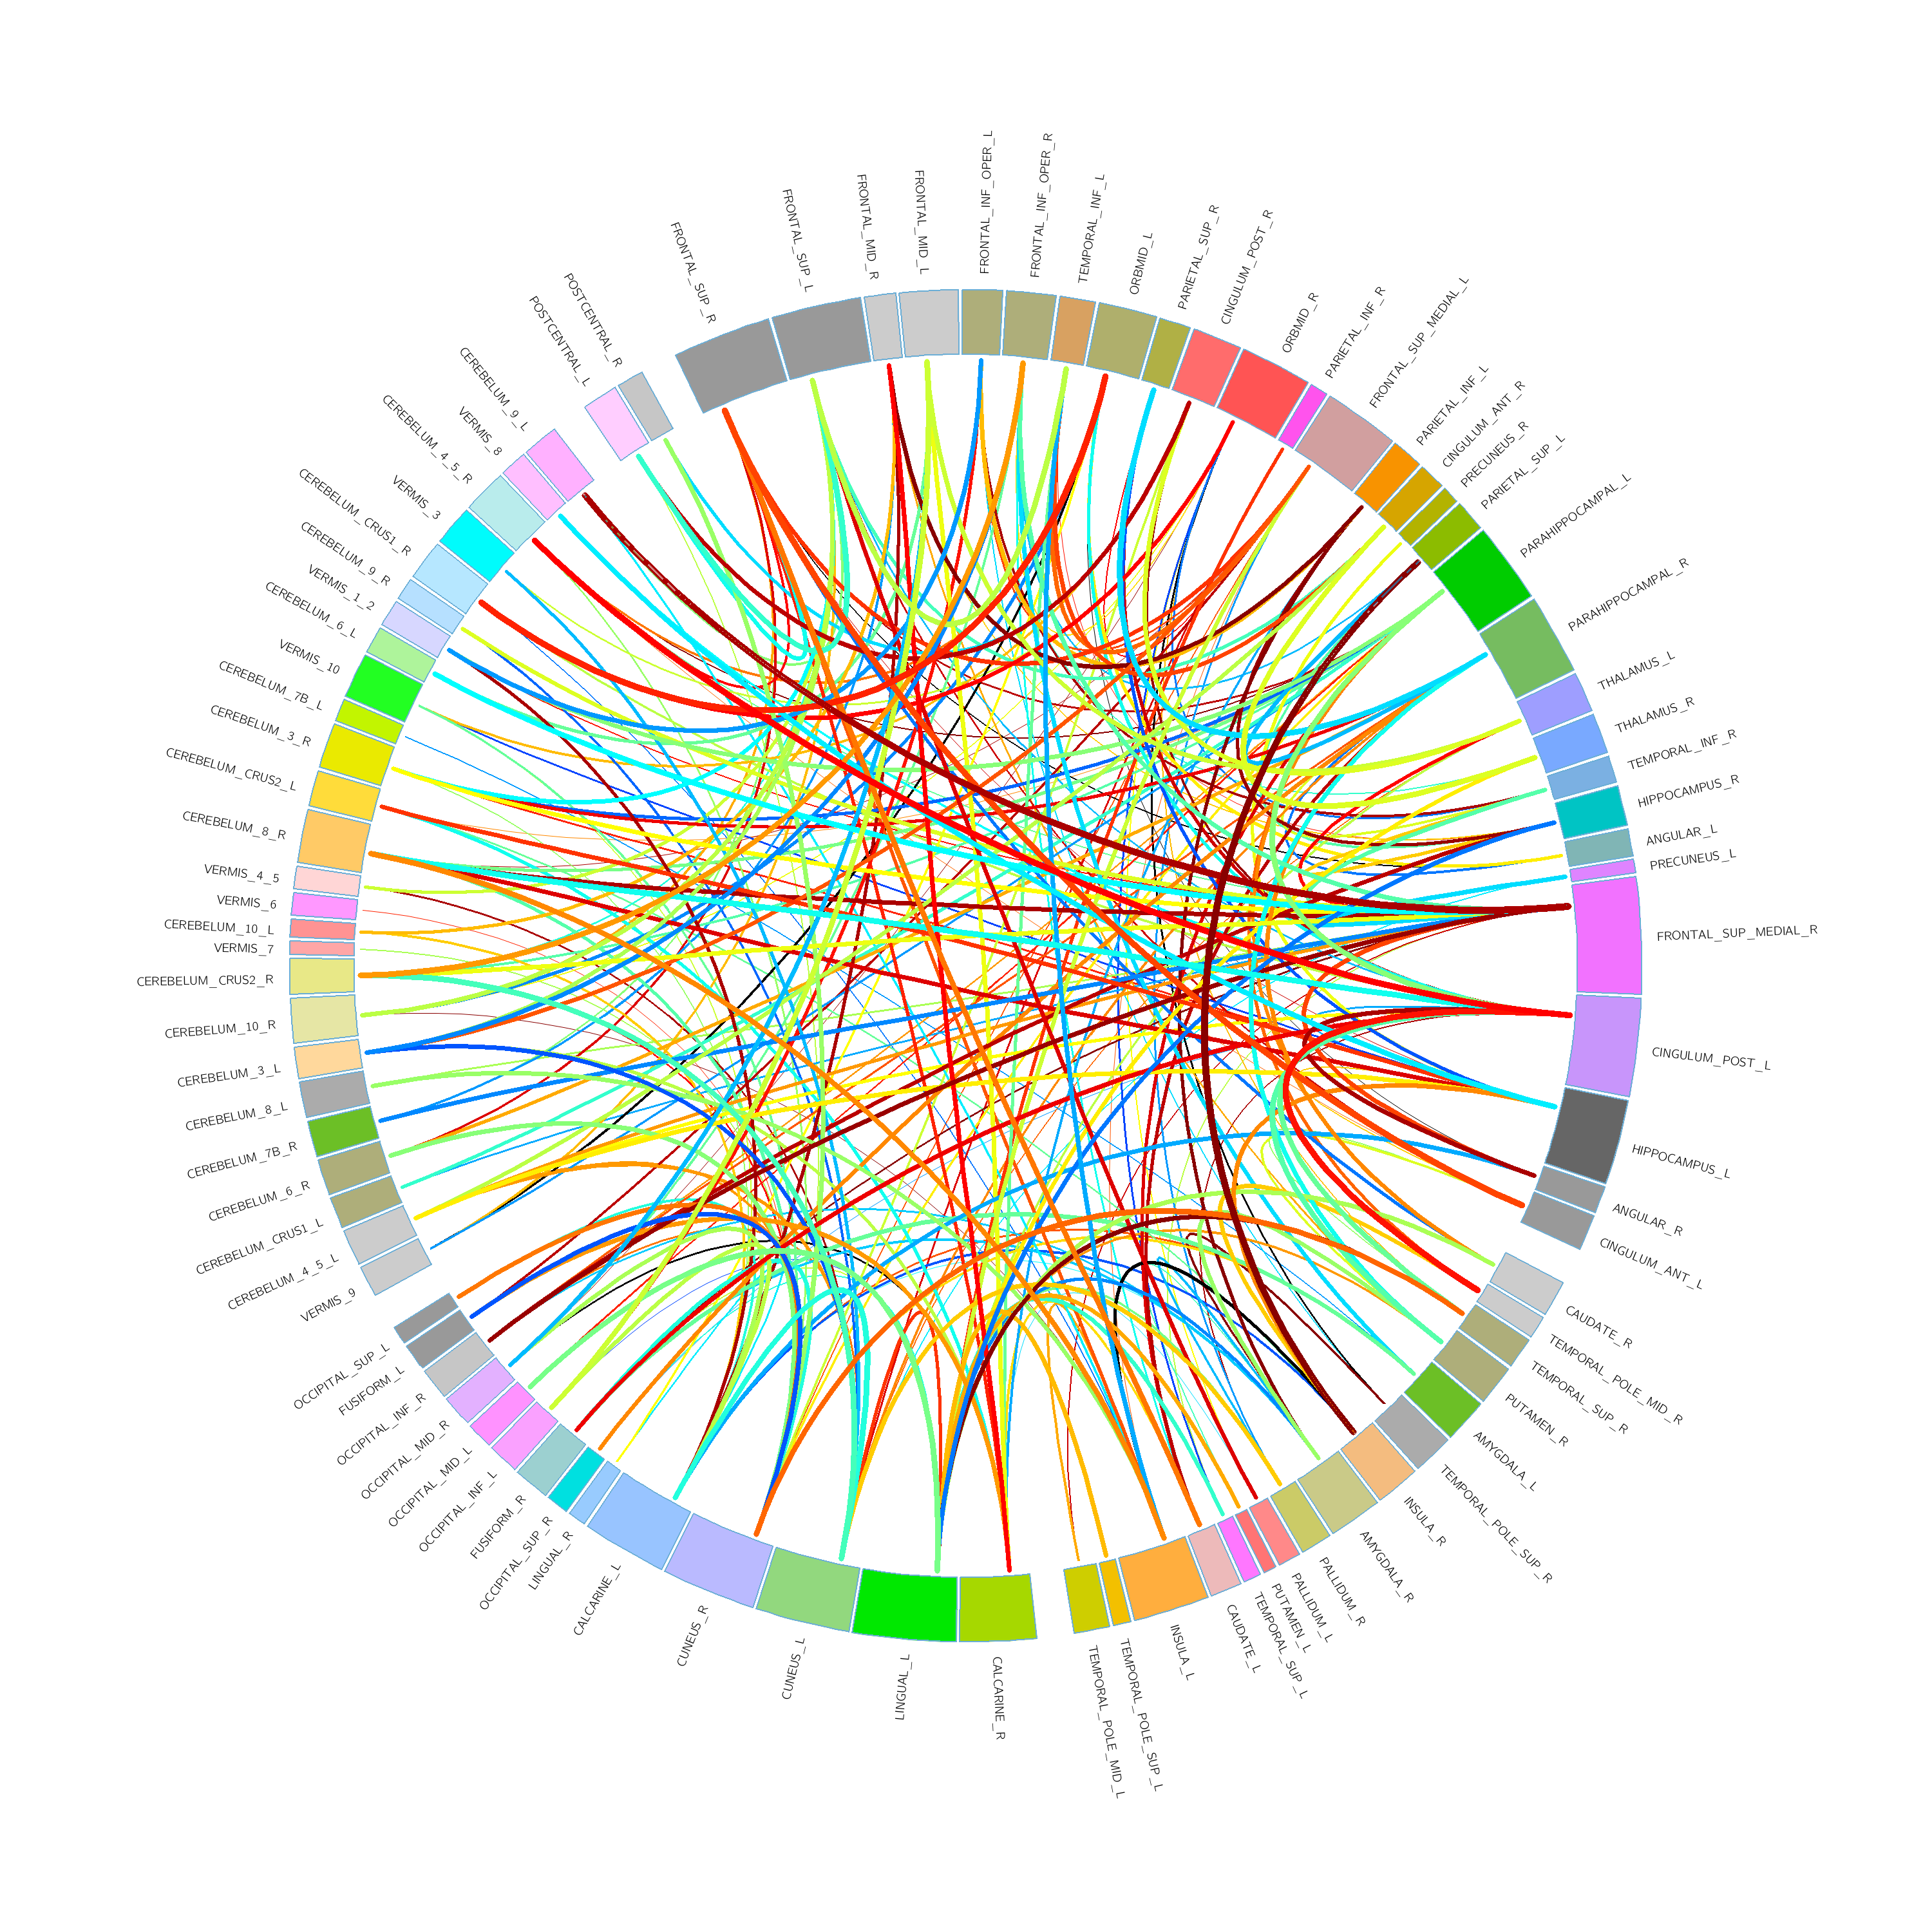 FRONTAL_SUP_R
FRONTAL_SUP_L
FRONTAL_MID_R
FRONTAL_MID_L
FRONTAL_INF_OPER_L
FRONTAL_INF_OPER_R
TEMPORAL_INF_L
ORBMID_L
PARIETAL_SUP_R
CINGULUM_POST_R
ORBMID_R
PARIETAL_INF_R
FRONTAL_SUP_MEDIAL_L
PARIETAL_INF_L
CINGULUM_ANT_R
PRECUNEUS_R
PARIETAL_SUP_L
PARAHIPPOCAMPAL_L
PARAHIPPOCAMPAL_R
THALAMUS_L
THALAMUS_R
TEMPORAL_INF_R
HIPPOCAMPUS_R
ANGULAR_L
PRECUNEUS_L
FRONTAL_SUP_MEDIAL_R
CINGULUM_POST_L
HIPPOCAMPUS_L
ANGULAR_R
CINGULUM_ANT_L
CAUDATE_R
TEMPORAL_POLE_MID_R
TEMPORAL_SUP_R
PUTAMEN_R
AMYGDALA_L
TEMPORAL_POLE_SUP_R
INSULA_R
AMYGDALA_R
PALLIDUM_R
PALLIDUM_L
PUTAMEN_L
TEMPORAL_SUP_L
CAUDATE_L
INSULA_L
TEMPORAL_POLE_SUP_L
TEMPORAL_POLE_MID_L
CALCARINE_R
LINGUAL_L
CUNEUS_L
CUNEUS_R
CALCARINE_L
LINGUAL_R
OCCIPITAL_SUP_R
FUSIFORM_R
OCCIPITAL_INF_L
OCCIPITAL_MID_L
OCCIPITAL_MID_R
OCCIPITAL_INF_R
FUSIFORM_L
OCCIPITAL_SUP_L
VERMIS_9
CEREBELUM_4_5_L
CEREBELUM_CRUS1_L
CEREBELUM_6_R
CEREBELUM_7B_R
CEREBELUM_8_L
CEREBELUM_3_L
CEREBELUM_10_R
CEREBELUM_CRUS2_R
VERMIS_7
CEREBELUM_10_L
VERMIS_6
VERMIS_4_5
CEREBELUM_8_R
CEREBELUM_CRUS2_L
CEREBELUM_3_R
CEREBELUM_7B_L
VERMIS_10
CEREBELUM_6_L
VERMIS_1_2
CEREBELUM_9_R
CEREBELUM_CRUS1_R
VERMIS_3
CEREBELUM_4_5_R
VERMIS_8
CEREBELUM_9_L
POSTCENTRAL_L
POSTCENTRAL_R